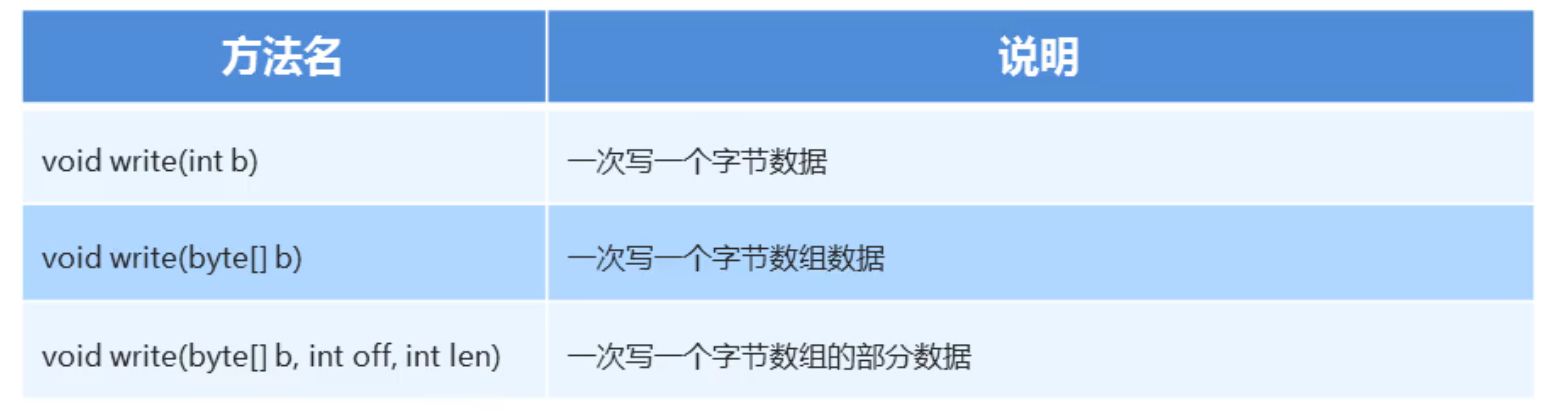 方法名 说明
void write(int b) 一次写一个字节数据
void write(byte[] b) 一次写一个字节数组数据
void write(byte[] b, int off, int len) 一次写一个字节数组的部分数据